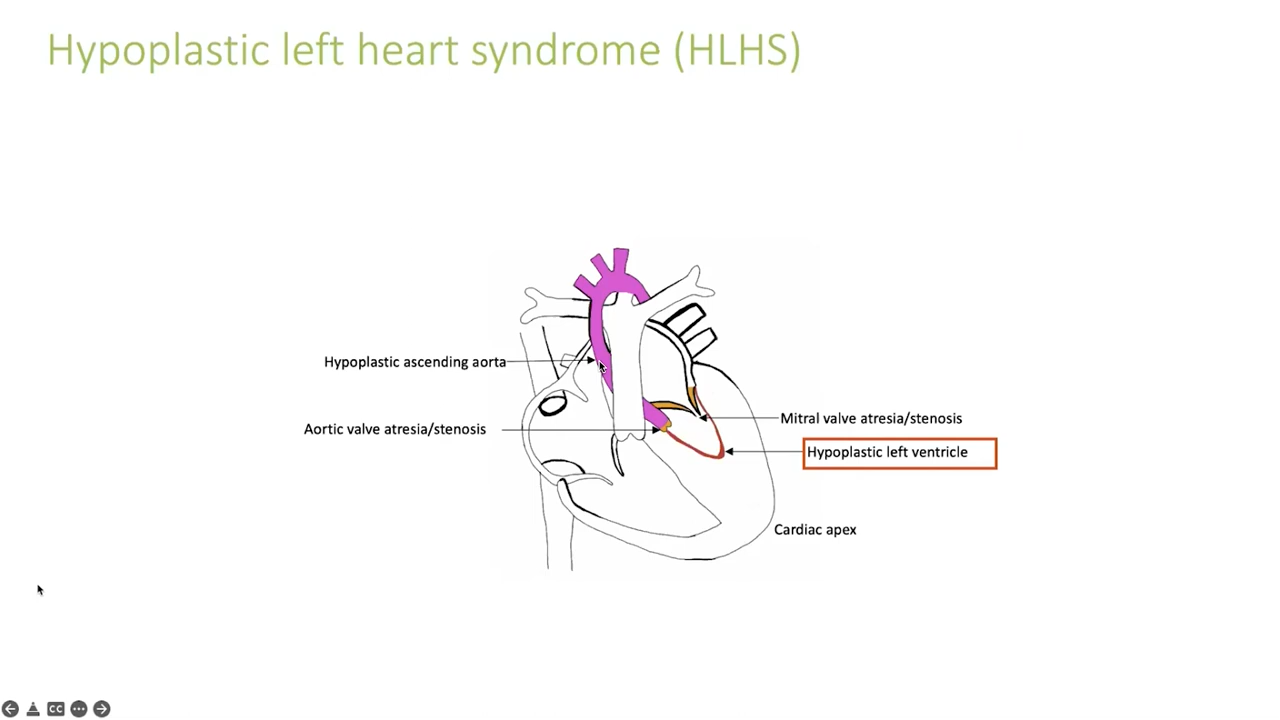 Hypoplastic left heart syndrome (HLHS)
Hypoplastic ascending aorta
Aortic valve atresia/stenosis
Mitral valve atresia/stenosis
Hypoplastic left ventricle
Cardiac apex
CC